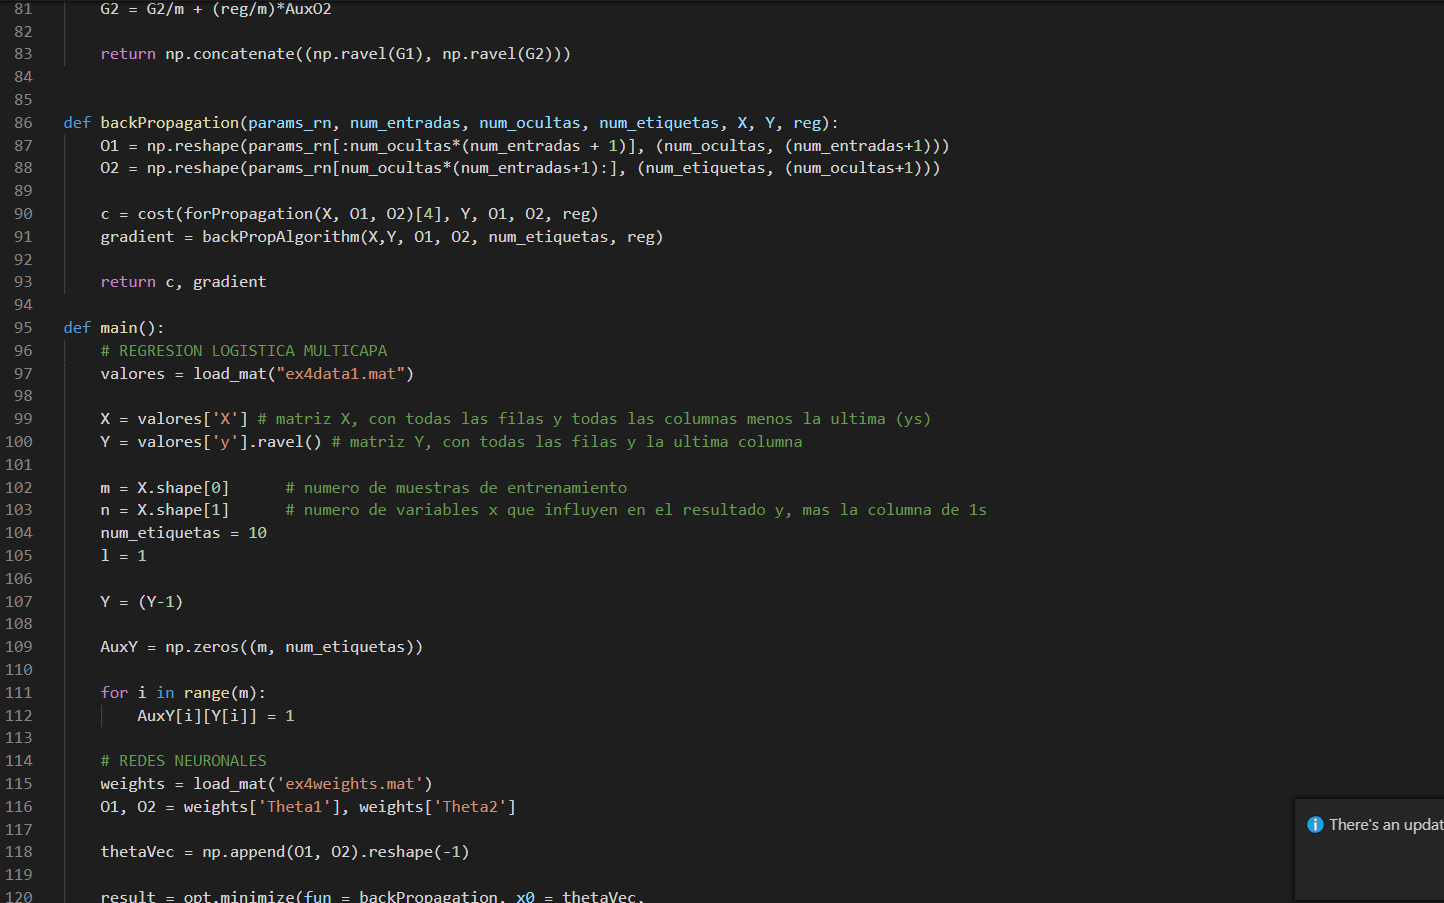 81 G2 = G2/m + (reg/m)*AuxO2
82
83 return np.concatenate((np.ravel(G1), np.ravel(G2)))
84
85
86 def backPropagation(params_rn, num_entradas, num_ocultas, num_etiquetas, X, Y, reg):
87 O1 = np.reshape(params_rn[:num_ocultas*(num_entradas + 1)], (num_ocultas, (num_entradas+1)))
88 O2 = np.reshape(params_rn[num_ocultas*(num_entradas+1):], (num_etiquetas, (num_ocultas+1)))
89
90 c = cost(forPropagation(X, O1, O2)[4], Y, O1, O2, reg)
91 gradient = backPropAlgorithm(X,Y, O1, O2, num_etiquetas, reg)
92
93 return c, gradient
94
95 def main():
96 # REGRESION LOGISTICA MULTICAPA
97 valores = load_mat("ex4data1.mat")
98
99 X = valores['X'] # matriz X, con todas las filas y todas las columnas menos la ultima (ys)
100 Y = valores['y'].ravel() # matriz Y, con todas las filas y la ultima columna
101
102 m = X.shape[0] # numero de muestras de entrenamiento
103 n = X.shape[1] # numero de variables x que influyen en el resultado y, mas la columna de 1s
104 num_etiquetas = 10
105 l = 1
106
107 Y = (Y-1)
108
109 AuxY = np.zeros((m, num_etiquetas))
110
111 for i in range(m):
112 AuxY[i][Y[i]] = 1
113
114 # REDES NEURONALES
115 weights = load_mat('ex4weights.mat')
116 O1, O2 = weights['Theta1'], weights['Theta2']
117
118 thetaVec = np.append(O1, O2).reshape(-1)
119
120 result = opt.minimize(fun = backPropagation, x0 = thetaVec,
There's an updat